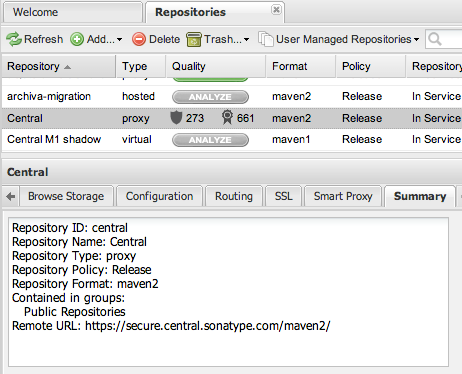 Welcome
Repositories
Refresh Add... Delete Trash... User Managed Repositories
Repository Type Quality Format Policy Repository
archiva-migration hosted ANALYZE maven2 Release In Service
Central proxy 273 661 maven2 Release In Service
Central M1 shadow virtual ANALYZE maven1 Release In Service
Central
Browse Storage Configuration Routing SSL Smart Proxy Summary
Repository ID: central
Repository Name: Central
Repository Type: proxy
Repository Policy: Release
Repository Format: maven2
Contained in groups:
Public Repositories
Remote URL: https://secure.central.sonatype.com/maven2/